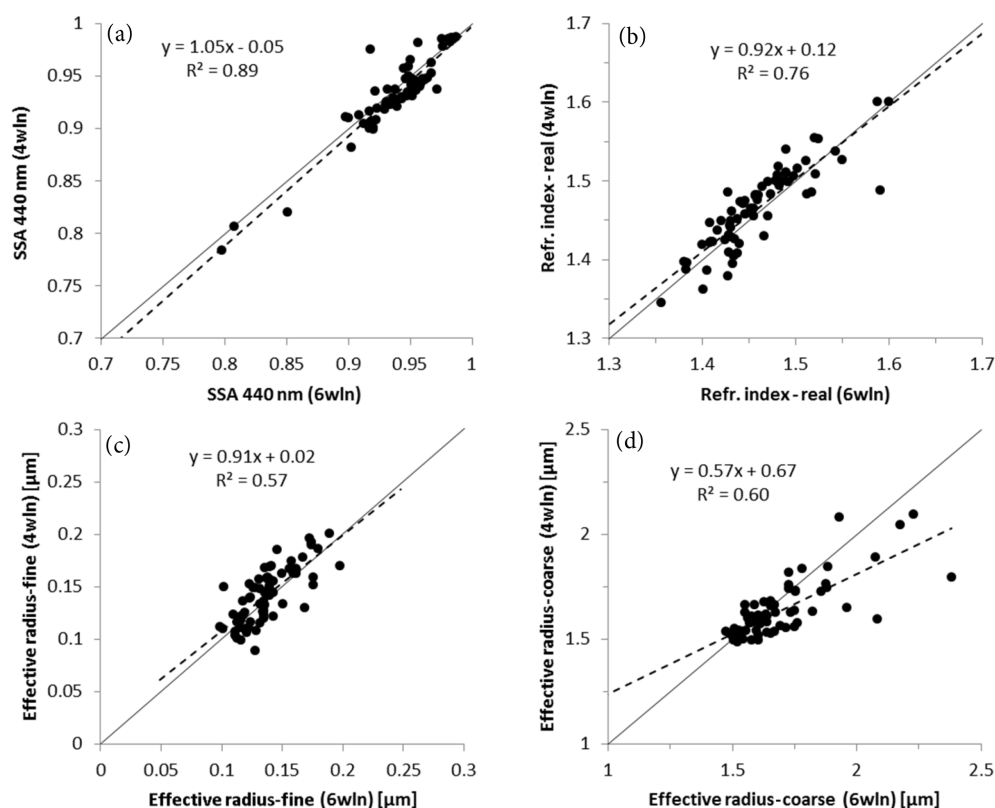 (a)
y = 1.05x - 0.05
R² = 0.89
1
0.95
0.9
0.85
0.8
0.75
0.7
SSA 440 nm (4wln)
0.7
0.75
0.8
0.85
0.9
0.95
1
SSA 440 nm (6wln)
(b)
y = 0.92x + 0.12
R² = 0.76
1.7
1.6
1.5
1.4
1.3
Refr. index - real (4wln)
1.3
1.4
1.5
1.6
1.7
Refr. index - real (6wln)
(c)
y = 0.91x + 0.02
R² = 0.57
0.3
0.25
0.2
0.15
0.1
0.05
0
Effective radius-fine (4wln) [µm]
0
0.05
0.1
0.15
0.2
0.25
0.3
Effective radius-fine (6wln) [µm]
(d)
y = 0.57x + 0.67
R² = 0.60
2.5
2
1.5
1
Effective radius-coarse (4wln) [µm]
1
1.5
2
2.5
Effective radius-coarse (6wln) [µm]